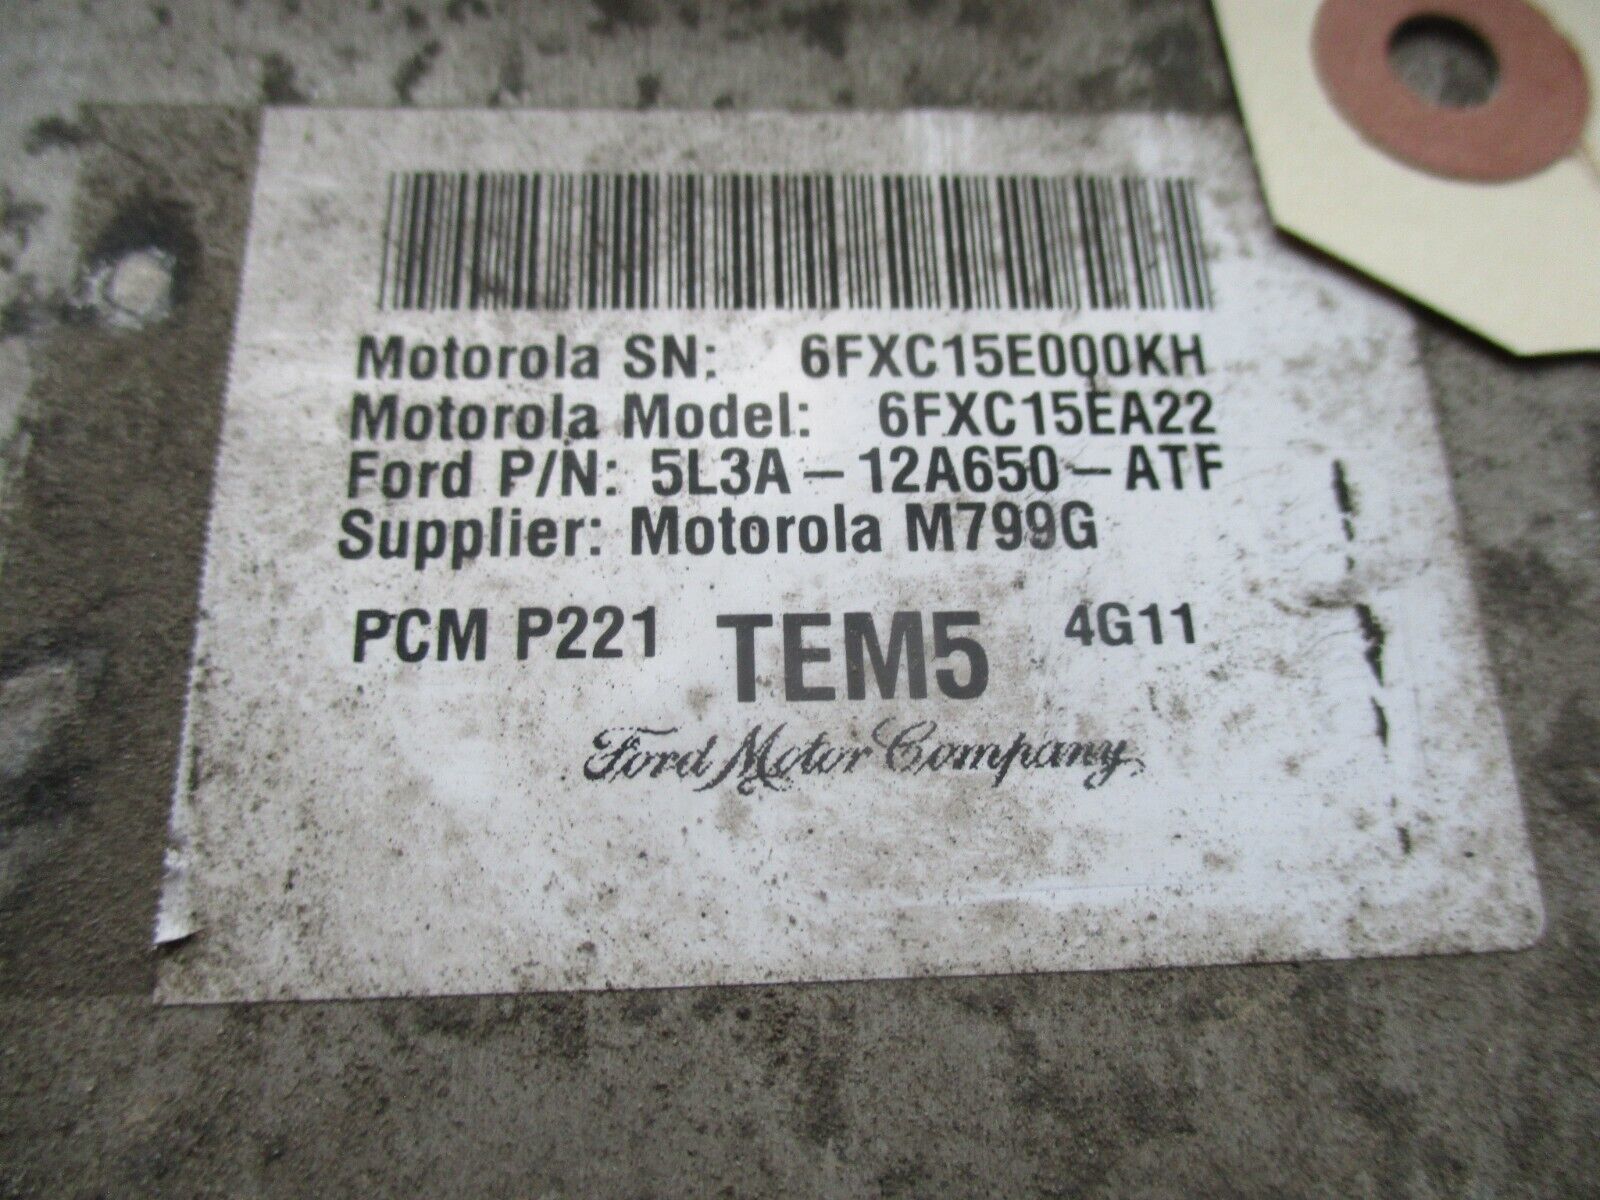 Motorola SN: 6FXC15E000KH
Motorola Model: 6FXC15EA22
Ford P/N: 5L3A-12A650-ATF
Supplier: Motorola M799G
PCM P221 TEM5 4G11
Ford Motor Company